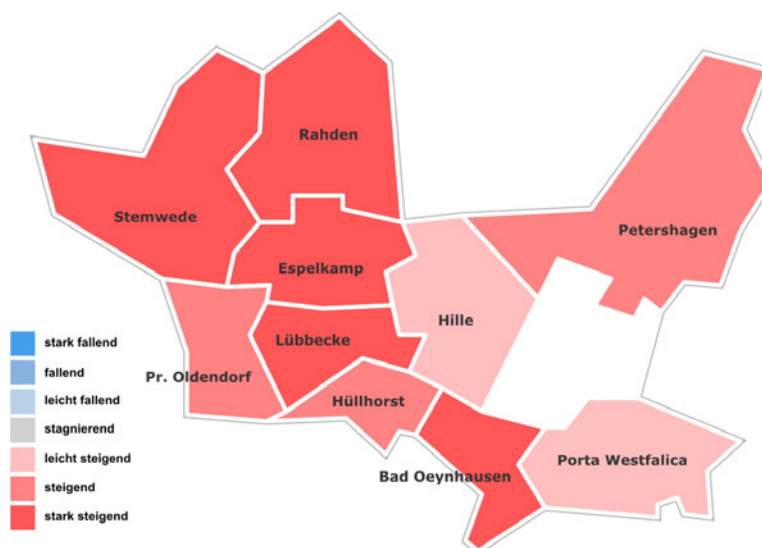 Rahden
Stemwede
Petershagen
Espelkamp
Hille
Lübbecke
Pr. Oldendorf
Hüllhorst
Porta Westfalica
Bad Oeynhausen
stark fallend
fallend
leicht fallend
stagnierend
leicht steigend
steigend
stark steigend